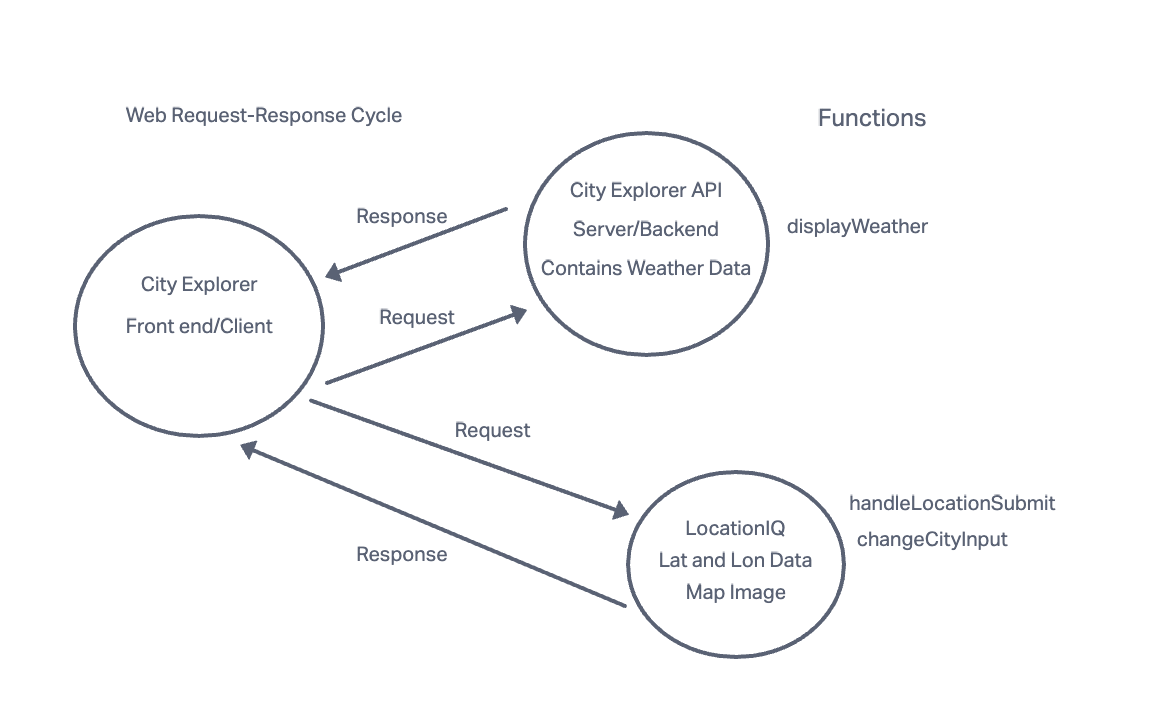 Web Request-Response Cycle
Functions
City Explorer API
Server/Backend
Contains Weather Data
displayWeather
Response
City Explorer
Front end/Client
Request
Request
handleLocationSubmit
changeCityInput
LocationIQ
Lat and Lon Data
Map Image
Response